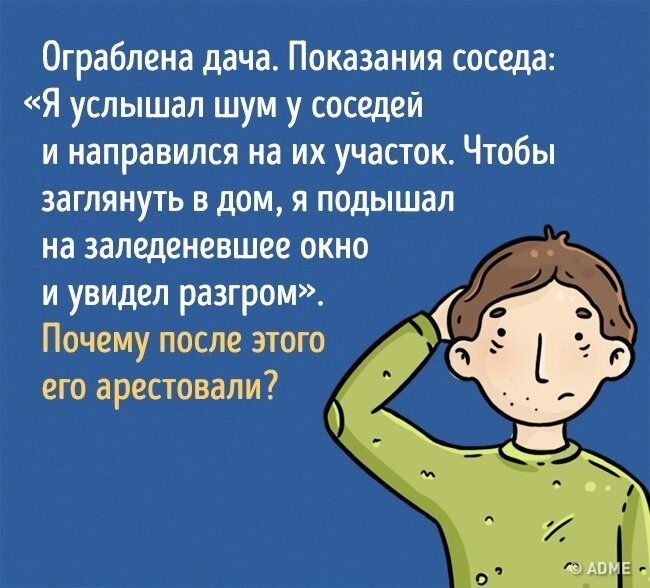 Ограблена дача. Показания соседа:
«Я услышал шум у соседей
и направился на их участок. Чтобы
заглянуть в дом, я подышал
на заледеневшее окно
и увидел разгром».
Почему после этого
его арестовали?
© ADME